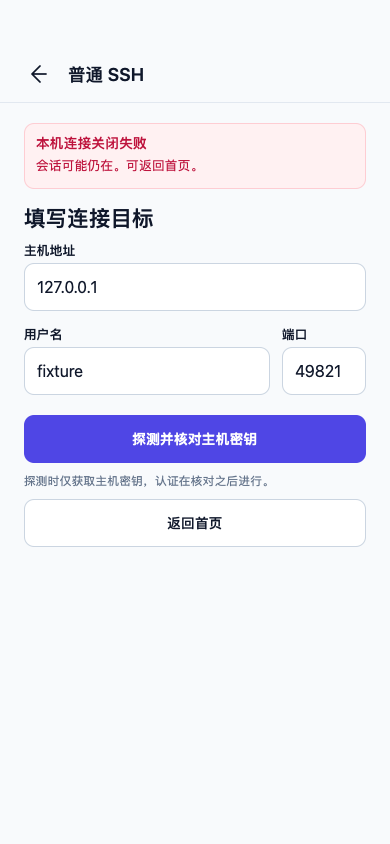 普通 SSH
本机连接关闭失败
会话可能仍在。可返回首页。
填写连接目标
主机地址
127.0.0.1
用户名 端口
fixture 49821
探测并核对主机密钥
探测时仅获取主机密钥，认证在核对之后进行。
返回首页